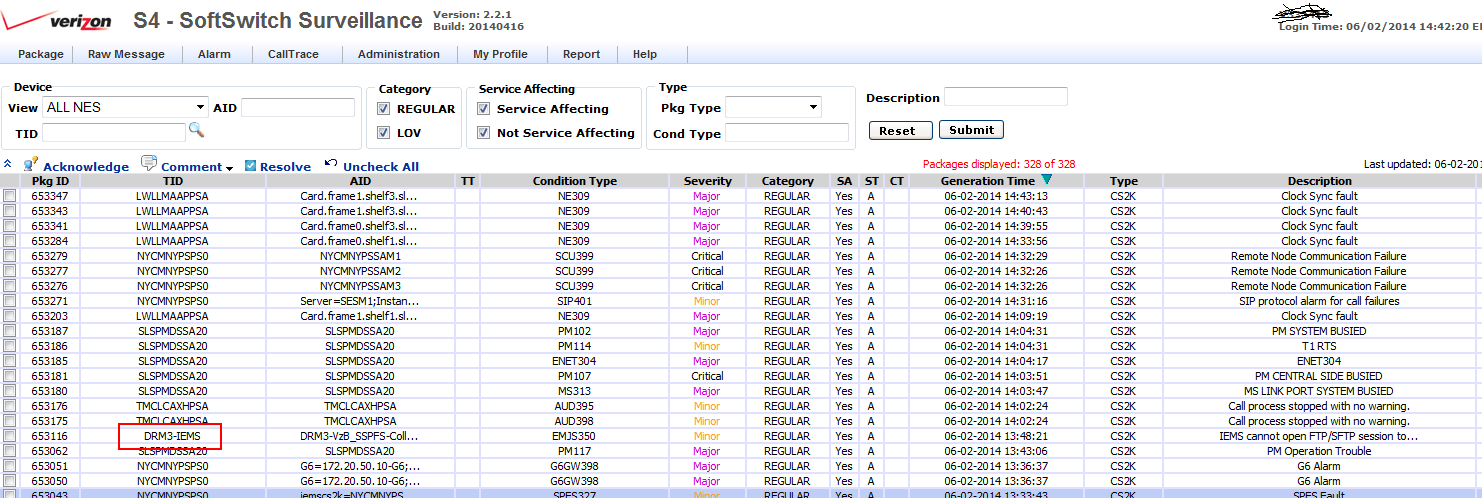 verizon S4 - SoftSwitch Surveillance Version: 2.2.1
Build: 20140416
Login Time: 06/02/2014 14:42:20
Package Raw Message Alarm CallTrace Administration My Profile Report Help
Device Category Service Affecting Type
View ALL NES AID REGULAR Service Affecting Pkg Type Description
TID LOV Not Service Affecting Cond Type Reset Submit
Acknowledge Comment Resolve Uncheck All Packages displayed: 328 of 328 Last updated: 06-02-201
Pkg ID TID AID TT Condition Type Severity Category SA ST CT Generation Time Type Description
653347 LWLLMAAPPSA Card.frame1.shelf3.sl... NE309 Major REGULAR Yes A 06-02-2014 14:43:13 CS2K Clock Sync fault
653343 LWLLMAAPPSA Card.frame1.shelf3.sl... NE309 Major REGULAR Yes A 06-02-2014 14:40:43 CS2K Clock Sync fault
653341 LWLLMAAPPSA Card.frame0.shelf3.sl... NE309 Major REGULAR Yes A 06-02-2014 14:39:55 CS2K Clock Sync fault
653284 LWLLMAAPPSA Card.frame0.shelf1.sl... NE309 Major REGULAR Yes A 06-02-2014 14:33:56 CS2K Clock Sync fault
653279 NYCMNYPSPS0 NYCMNYPSSAM1 SCU399 Critical REGULAR Yes A 06-02-2014 14:32:29 CS2K Remote Node Communication Failure
653277 NYCMNYPSPS0 NYCMNYPSSAM2 SCU399 Critical REGULAR Yes A 06-02-2014 14:32:26 CS2K Remote Node Communication Failure
653276 NYCMNYPSPS0 NYCMNYPSSAM3 SCU399 Critical REGULAR Yes A 06-02-2014 14:32:26 CS2K Remote Node Communication Failure
653271 NYCMNYPSPS0 Server=SESM1;Instan... SIP401 Minor REGULAR Yes A 06-02-2014 14:31:16 CS2K SIP protocol alarm for call failures
653203 LWLLMAAPPSA Card.frame1.shelf1.sl... NE309 Major REGULAR Yes A 06-02-2014 14:09:19 CS2K Clock Sync fault
653187 SLSPMDSSA20 SLSPMDSSA20 PM102 Major REGULAR Yes A 06-02-2014 14:04:31 CS2K PM SYSTEM BUSIED
653186 SLSPMDSSA20 SLSPMDSSA20 PM114 Minor REGULAR Yes A 06-02-2014 14:04:31 CS2K T1 RTS
653185 SLSPMDSSA20 SLSPMDSSA20 ENET304 Major REGULAR Yes A 06-02-2014 14:04:17 CS2K ENET304
653181 SLSPMDSSA20 SLSPMDSSA20 PM107 Critical REGULAR Yes A 06-02-2014 14:03:51 CS2K PM CENTRAL SIDE BUSIED
653180 SLSPMDSSA20 SLSPMDSSA20 MS313 Major REGULAR Yes A 06-02-2014 14:03:47 CS2K MS LINK PORT SYSTEM BUSIED
653176 TMCLCAXHPSA TMCLCAXHPSA AUD395 Minor REGULAR Yes A 06-02-2014 14:02:24 CS2K Call process stopped with no warning.
653175 TMCLCAXHPSA TMCLCAXHPSA AUD398 Minor REGULAR Yes A 06-02-2014 14:02:24 CS2K Call process stopped with no warning.
653116 DRM3-IEMS DRM3-VzB_SSPFS-Coll... EMJS350 Minor REGULAR Yes A 06-02-2014 13:48:21 CS2K IEMS cannot open FTP/SFTP session to...
653062 SLSPMDSSA20 SLSPMDSSA20 PM117 Major REGULAR Yes A 06-02-2014 13:43:06 CS2K PM Operation Trouble
653051 NYCMNYPSPS0 G6=172.20.50.10-G6;... G6GW398 Major REGULAR Yes A 06-02-2014 13:36:37 CS2K G6 Alarm
653050 NYCMNYPSPS0 G6=172.20.50.10-G6;... G6GW398 Major REGULAR Yes A 06-02-2014 13:36:37 CS2K G6 Alarm
653043 NYCMNYPSPS0 iemscs2k=NYCMNYPS SPFS327 Minor REGULAR Yes A 06-02-2014 13:33:43 CS2K SPFS Fault